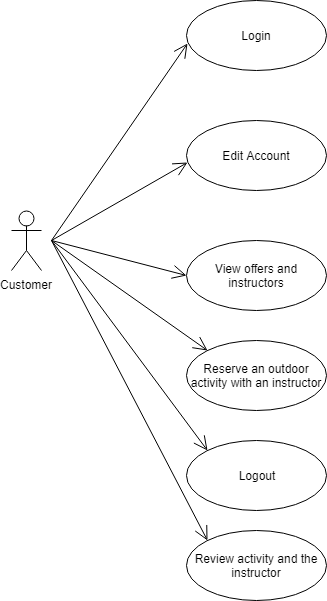 Login
Edit Account
Customer
View offers and
instructors
Reserve an outdoor
activity with an instructor
Logout
Review activity and the
instructor